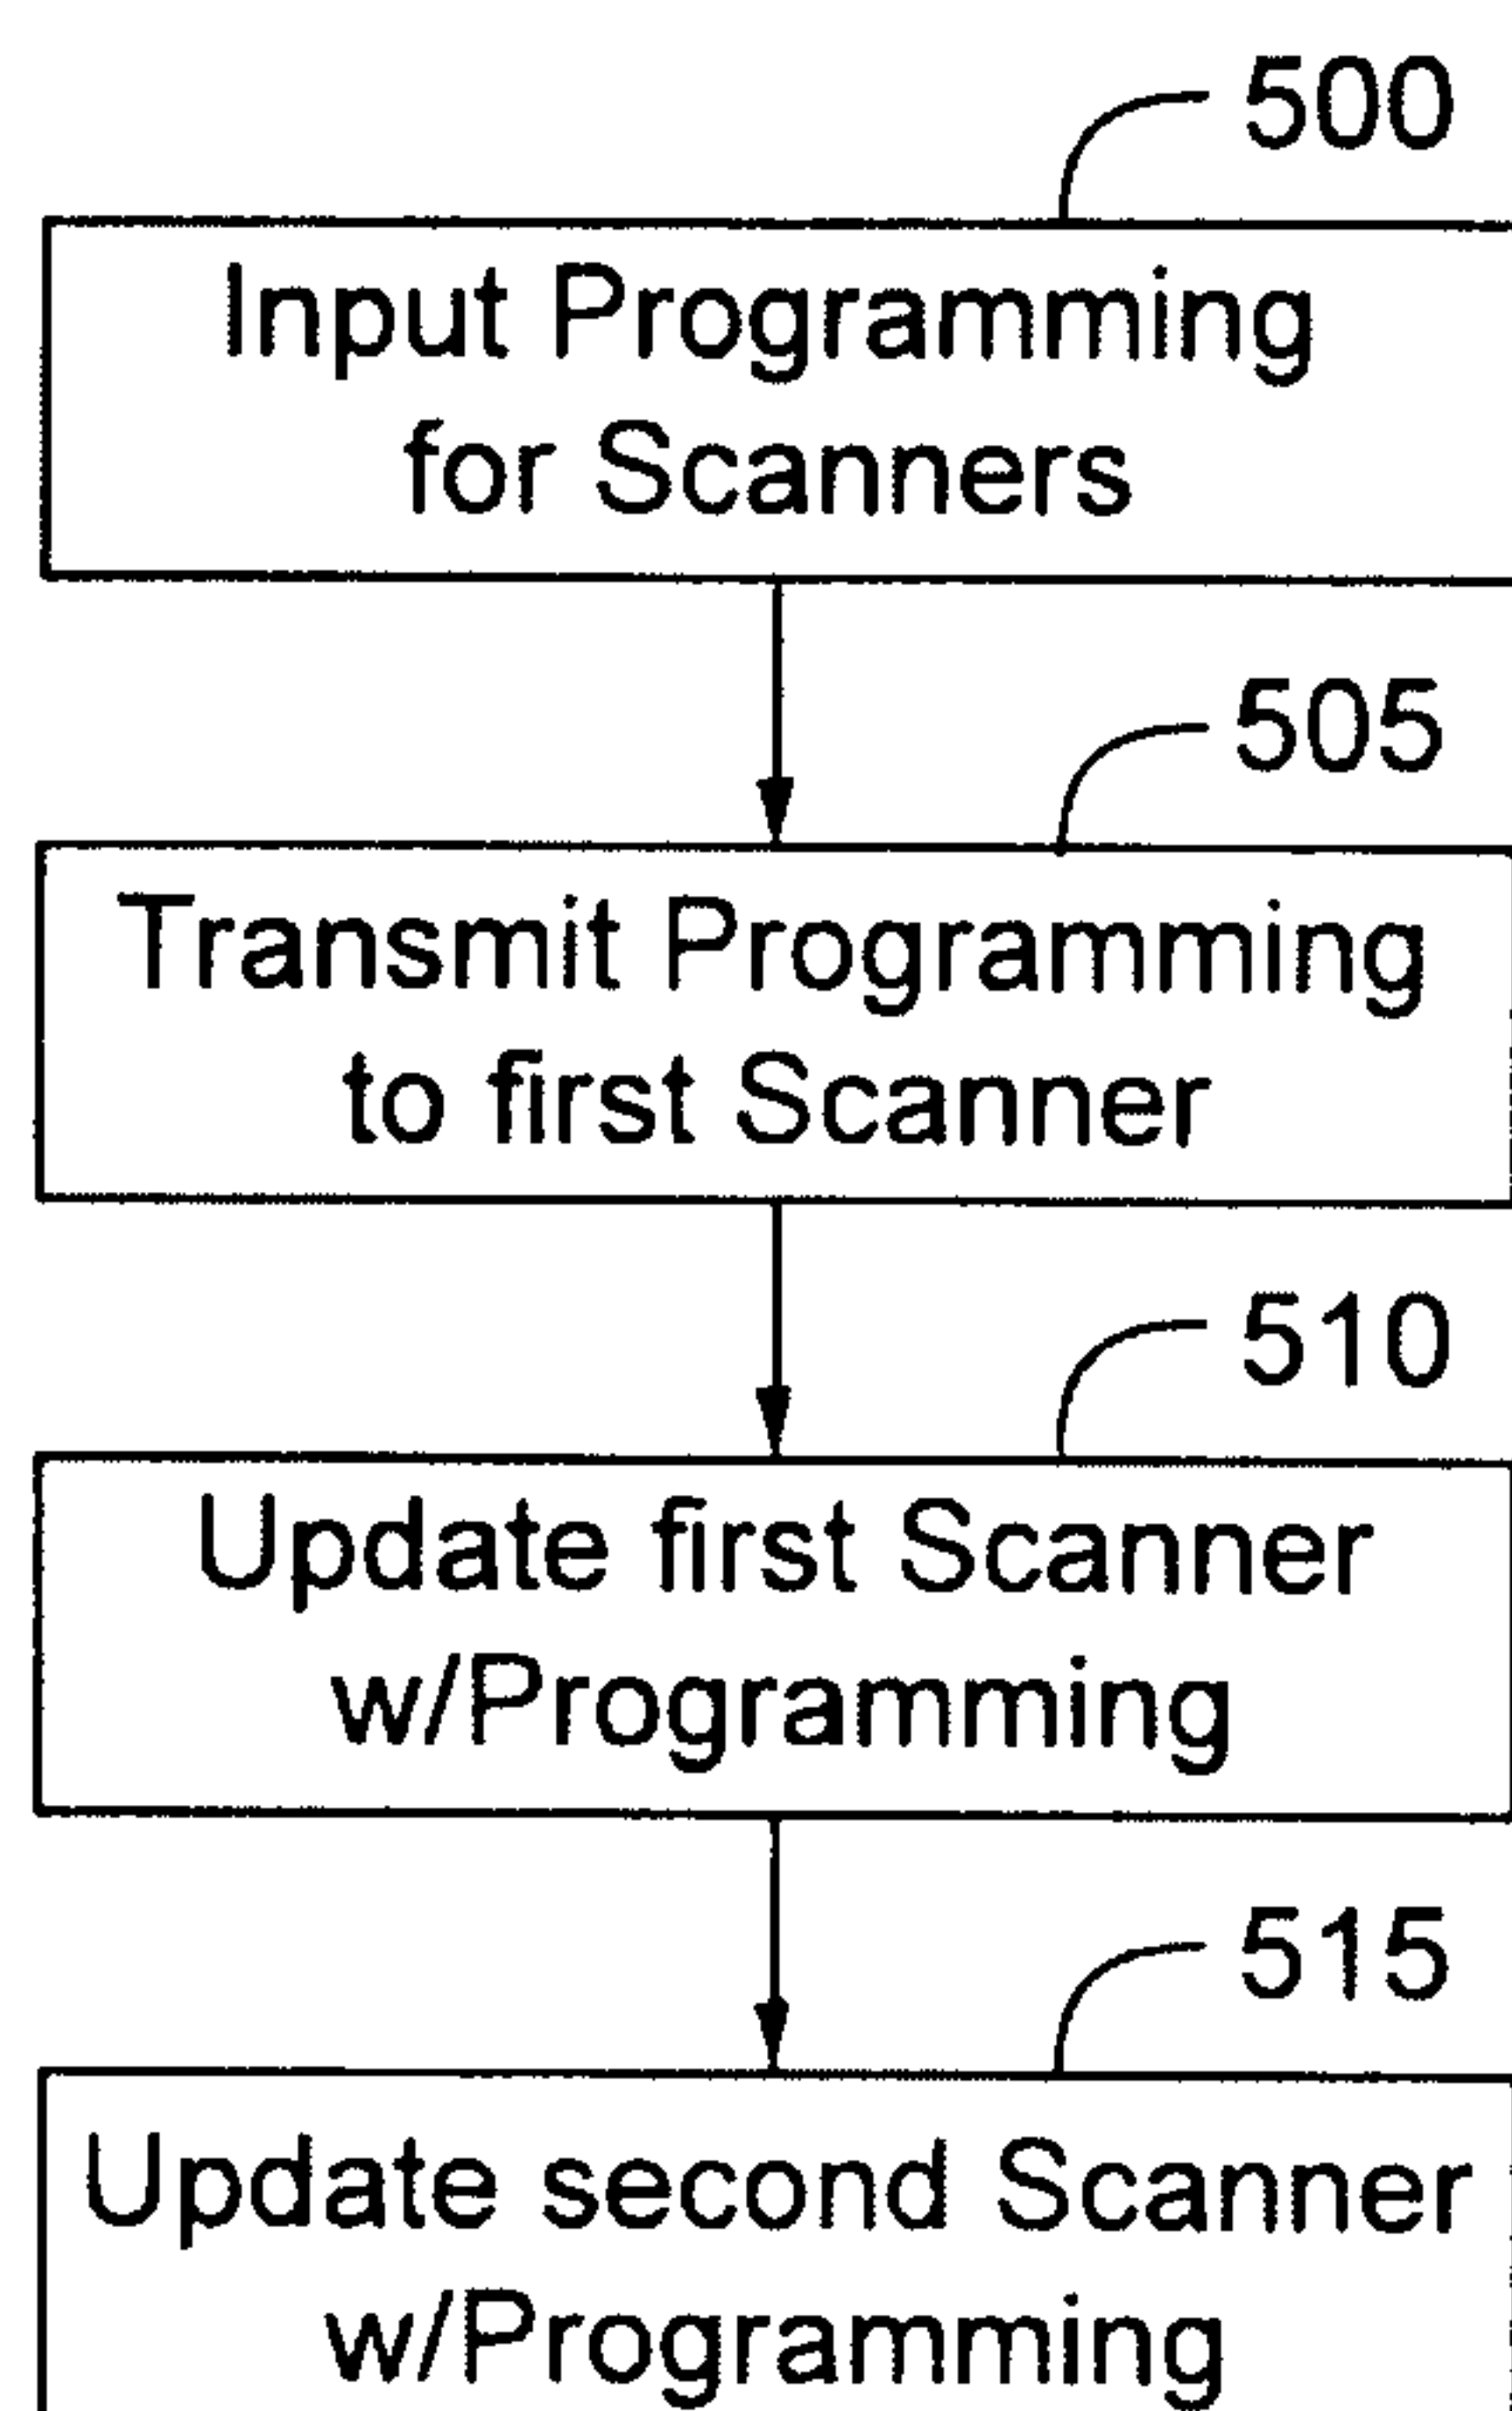 500
Input Programming
for Scanners
505
Transmit Programming
to first Scanner
510
Update first Scanner
w/Programming
515
Update second Scanner
w/Programming